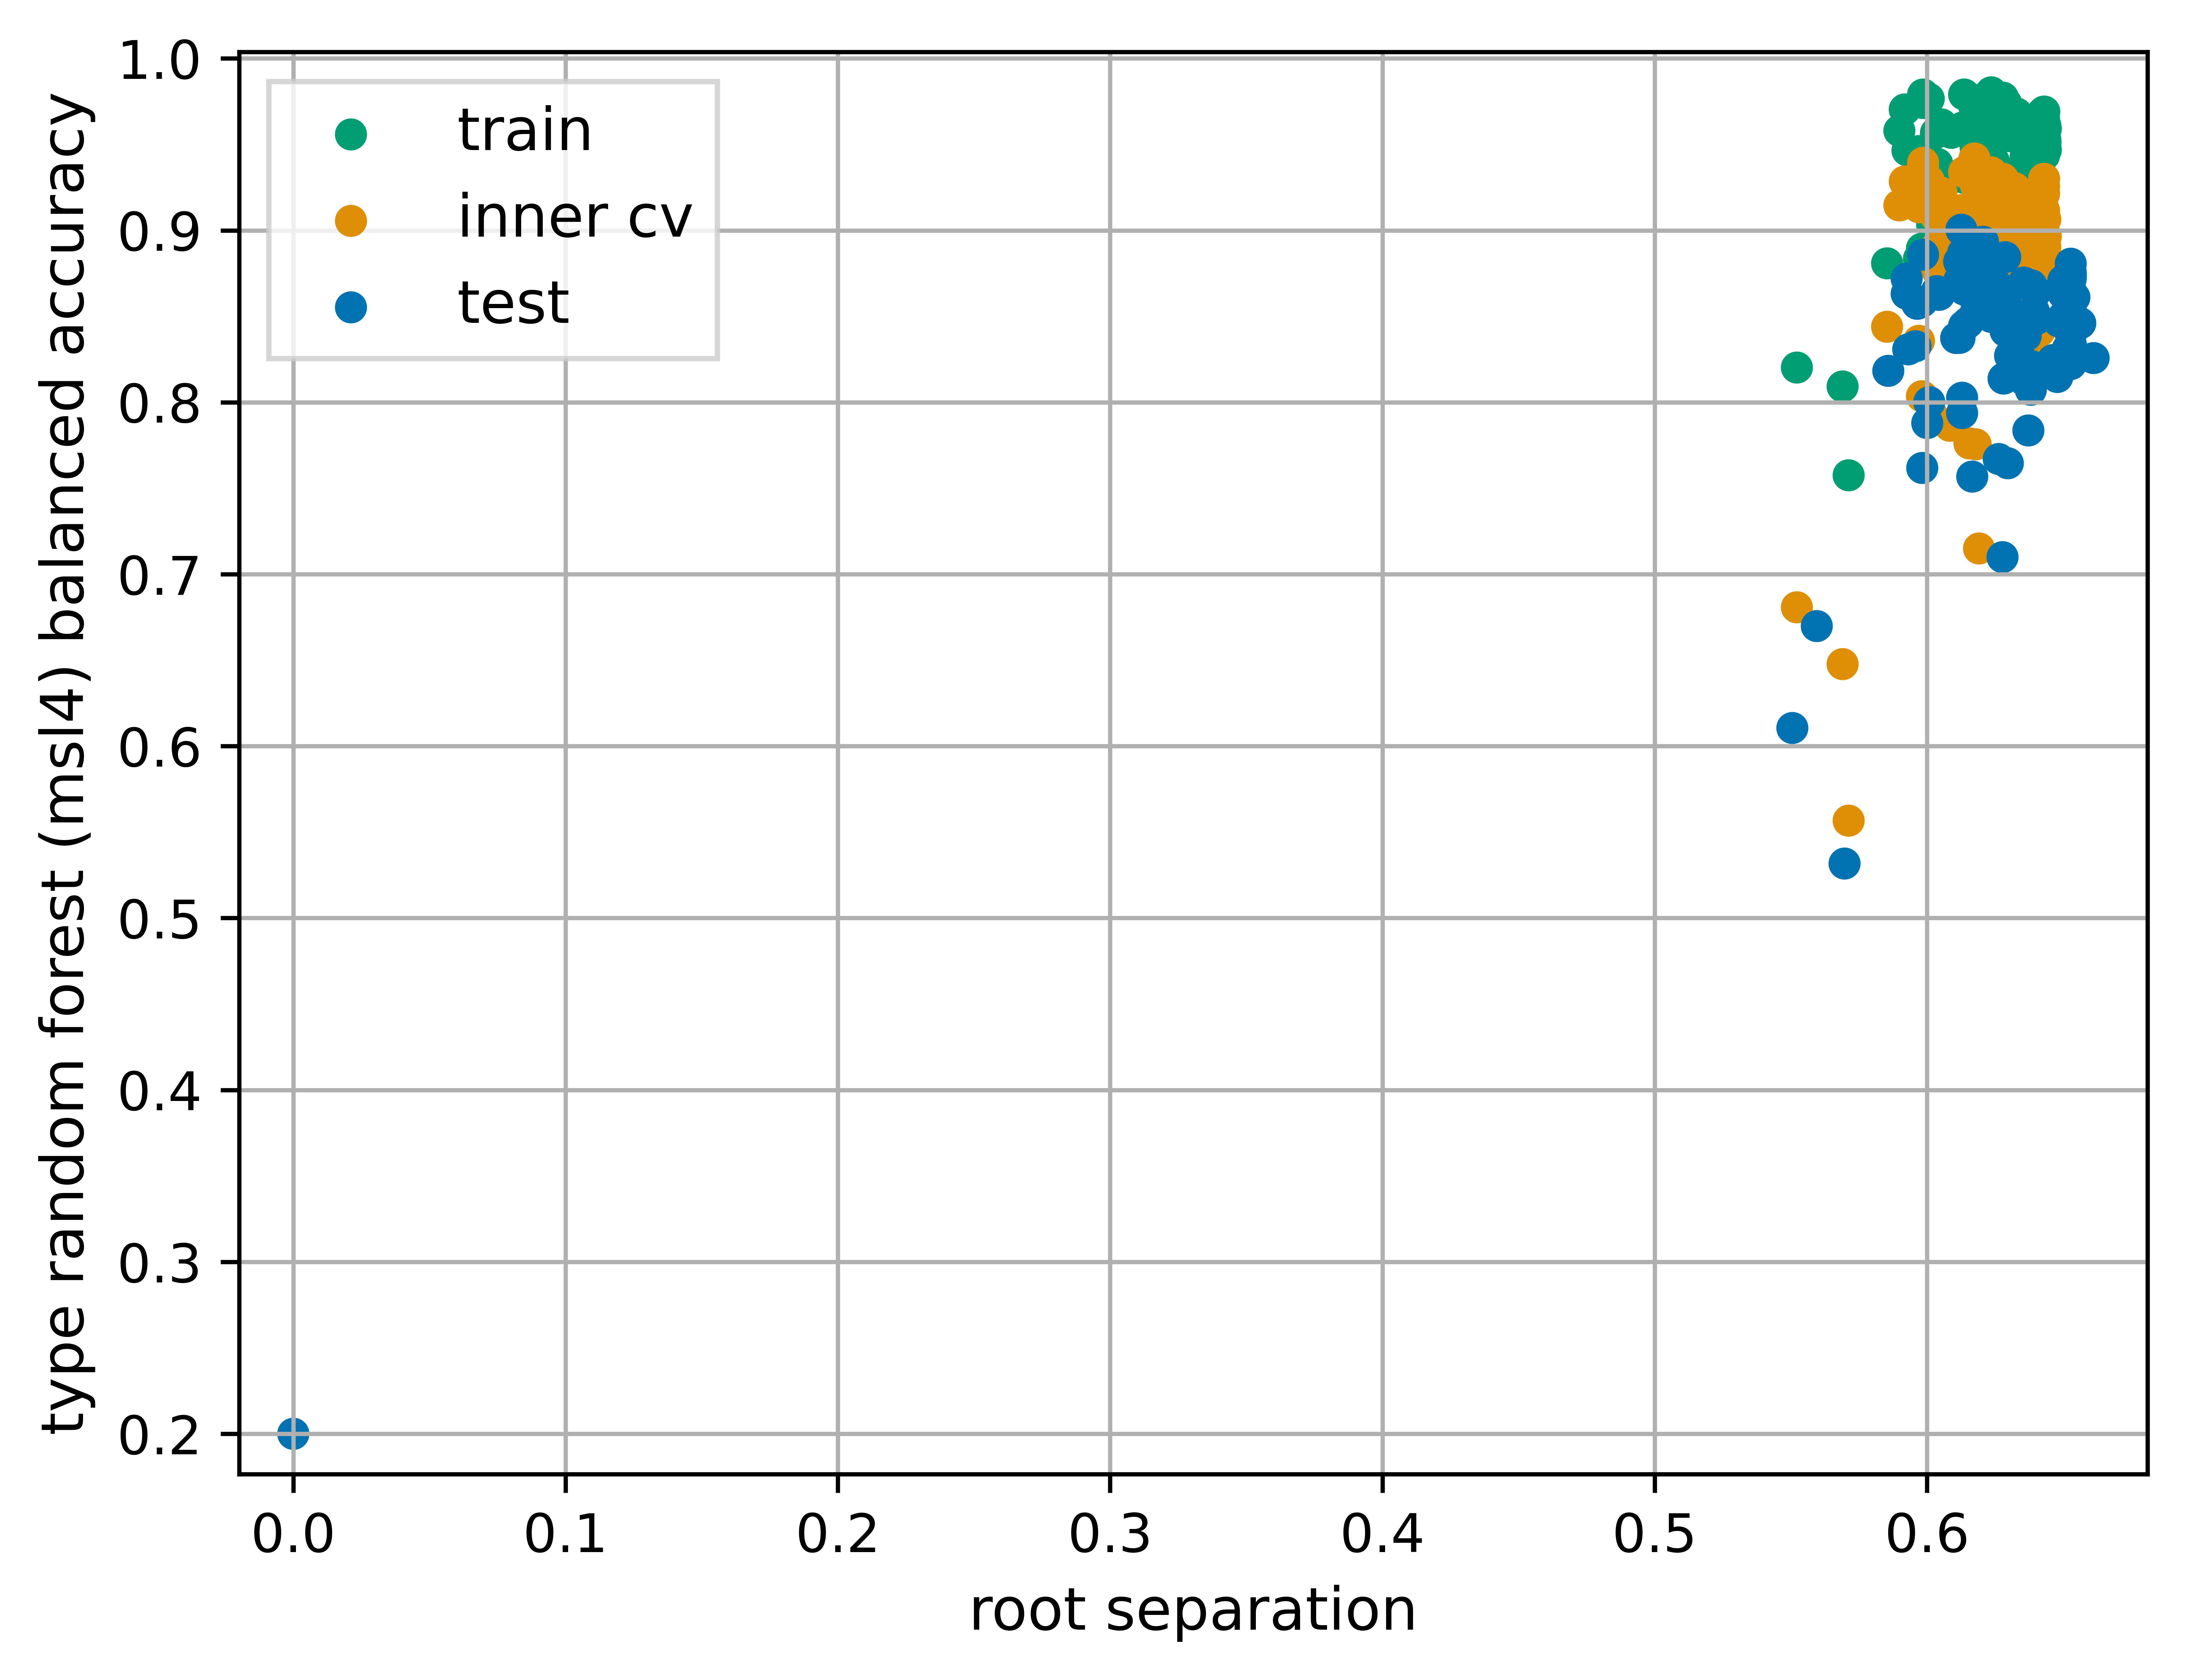 train
inner cv
test
type random forest (msl4) balanced accuracy
1.0
0.9
0.8
0.7
0.6
0.5
0.4
0.3
0.2
0.0 0.1 0.2 0.3 0.4 0.5 0.6
root separation